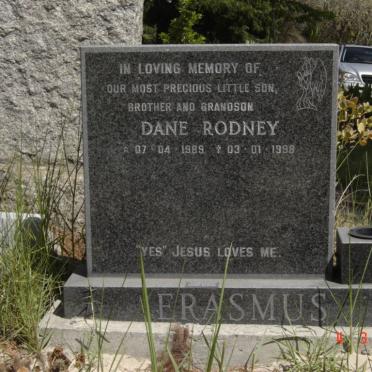 IN LOVING MEMORY OF
OUR MOST PRECIOUS LITTLE SON,
BROTHER AND GRANDSON
DANE RODNEY
☆ 07·04·1989 ✝ 03·01·1998
"YES" JESUS LOVES ME.
ERASMUS